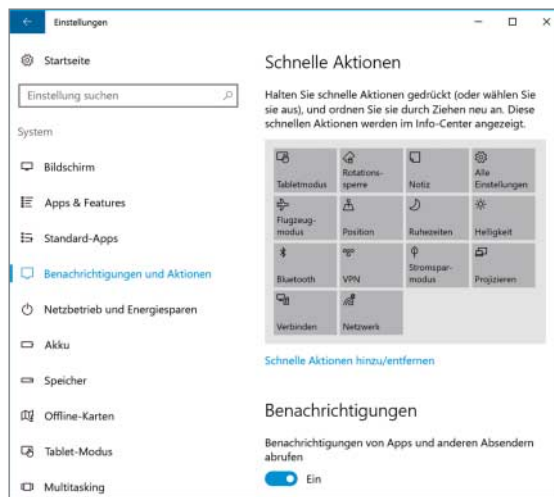 Einstellungen
Startseite
Einstellung suchen
System
Bildschirm
Apps & Features
Standard-Apps
Benachrichtigungen und Aktionen
Netzbetrieb und Energiesparen
Akku
Speicher
Offline-Karten
Tablet-Modus
Multitasking
Schnelle Aktionen
Halten Sie schnelle Aktionen gedrückt (oder wählen Sie
sie aus), und ordnen Sie sie durch Ziehen neu an. Diese
schnellen Aktionen werden im Info-Center angezeigt.
Tabletmodus
Rotations-
sperre
Notiz
Alle
Einstellungen
Flugzeug-
modus
Position
Ruhezeiten
Helligkeit
Bluetooth
VPN
Stromspar-
modus
Projizieren
Verbinden
Netzwerk
Schnelle Aktionen hinzu/entfernen
Benachrichtigungen
Benachrichtigungen von Apps und anderen Absendern
abrufen
Ein